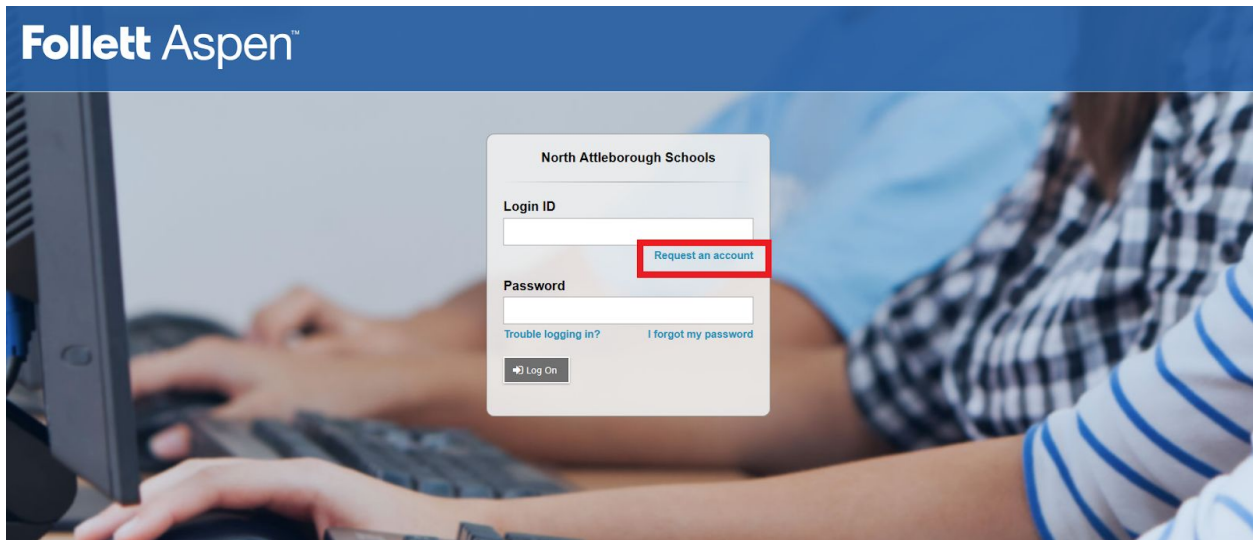 Follett Aspen™
North Attleborough Schools
Login ID
Request an account
Password
Trouble logging in? I forgot my password
Log On